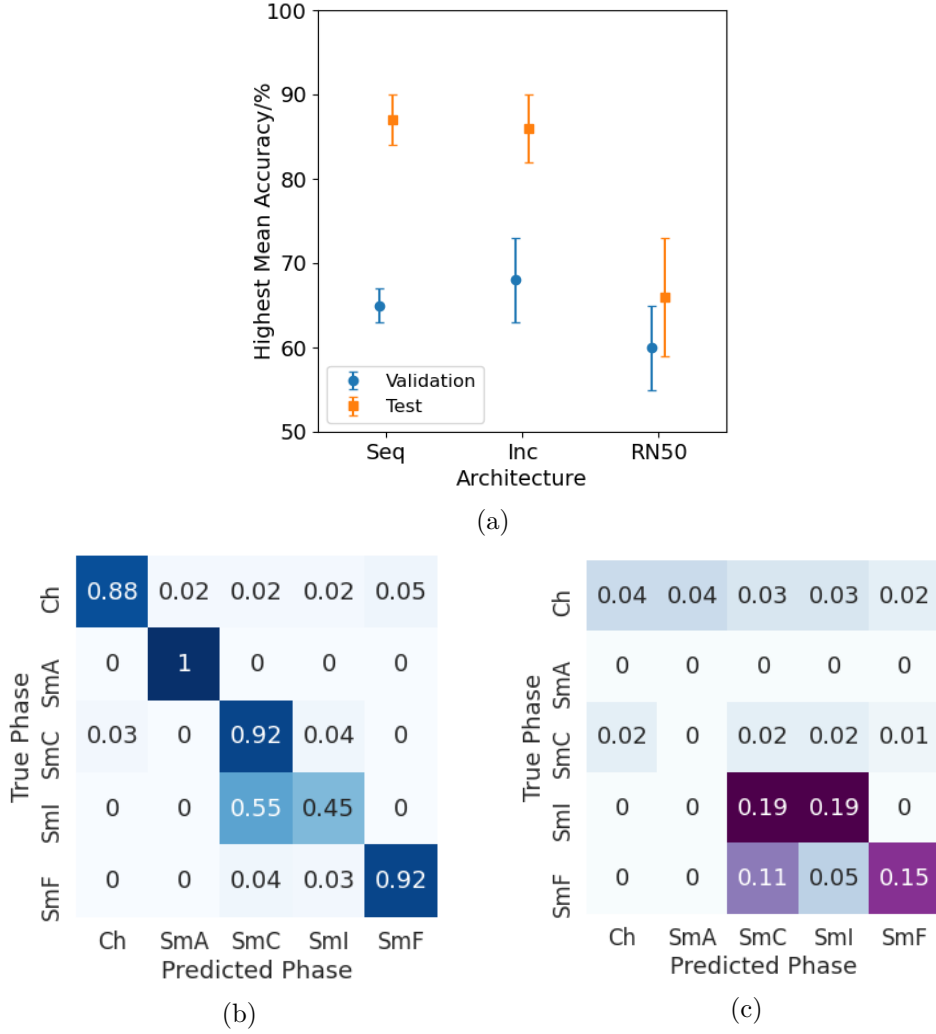 100
90
80
70
60
50
Highest Mean Accuracy/%
Validation
Test
Seq Inc RN50
Architecture
(a)
True Phase
Ch 0.88 0.02 0.02 0.02 0.05
SmA 0 1 0 0 0
SmC 0.03 0 0.92 0.04 0
SmI 0 0 0.55 0.45 0
SmF 0 0 0.04 0.03 0.92
Ch SmA SmC SmI SmF
Predicted Phase
(b)
True Phase
Ch 0.04 0.04 0.03 0.03 0.02
SmA 0 0 0 0 0
SmC 0.02 0 0.02 0.02 0.01
SmI 0 0 0.19 0.19 0
SmF 0 0 0.11 0.05 0.15
Ch SmA SmC SmI SmF
Predicted Phase
(c)